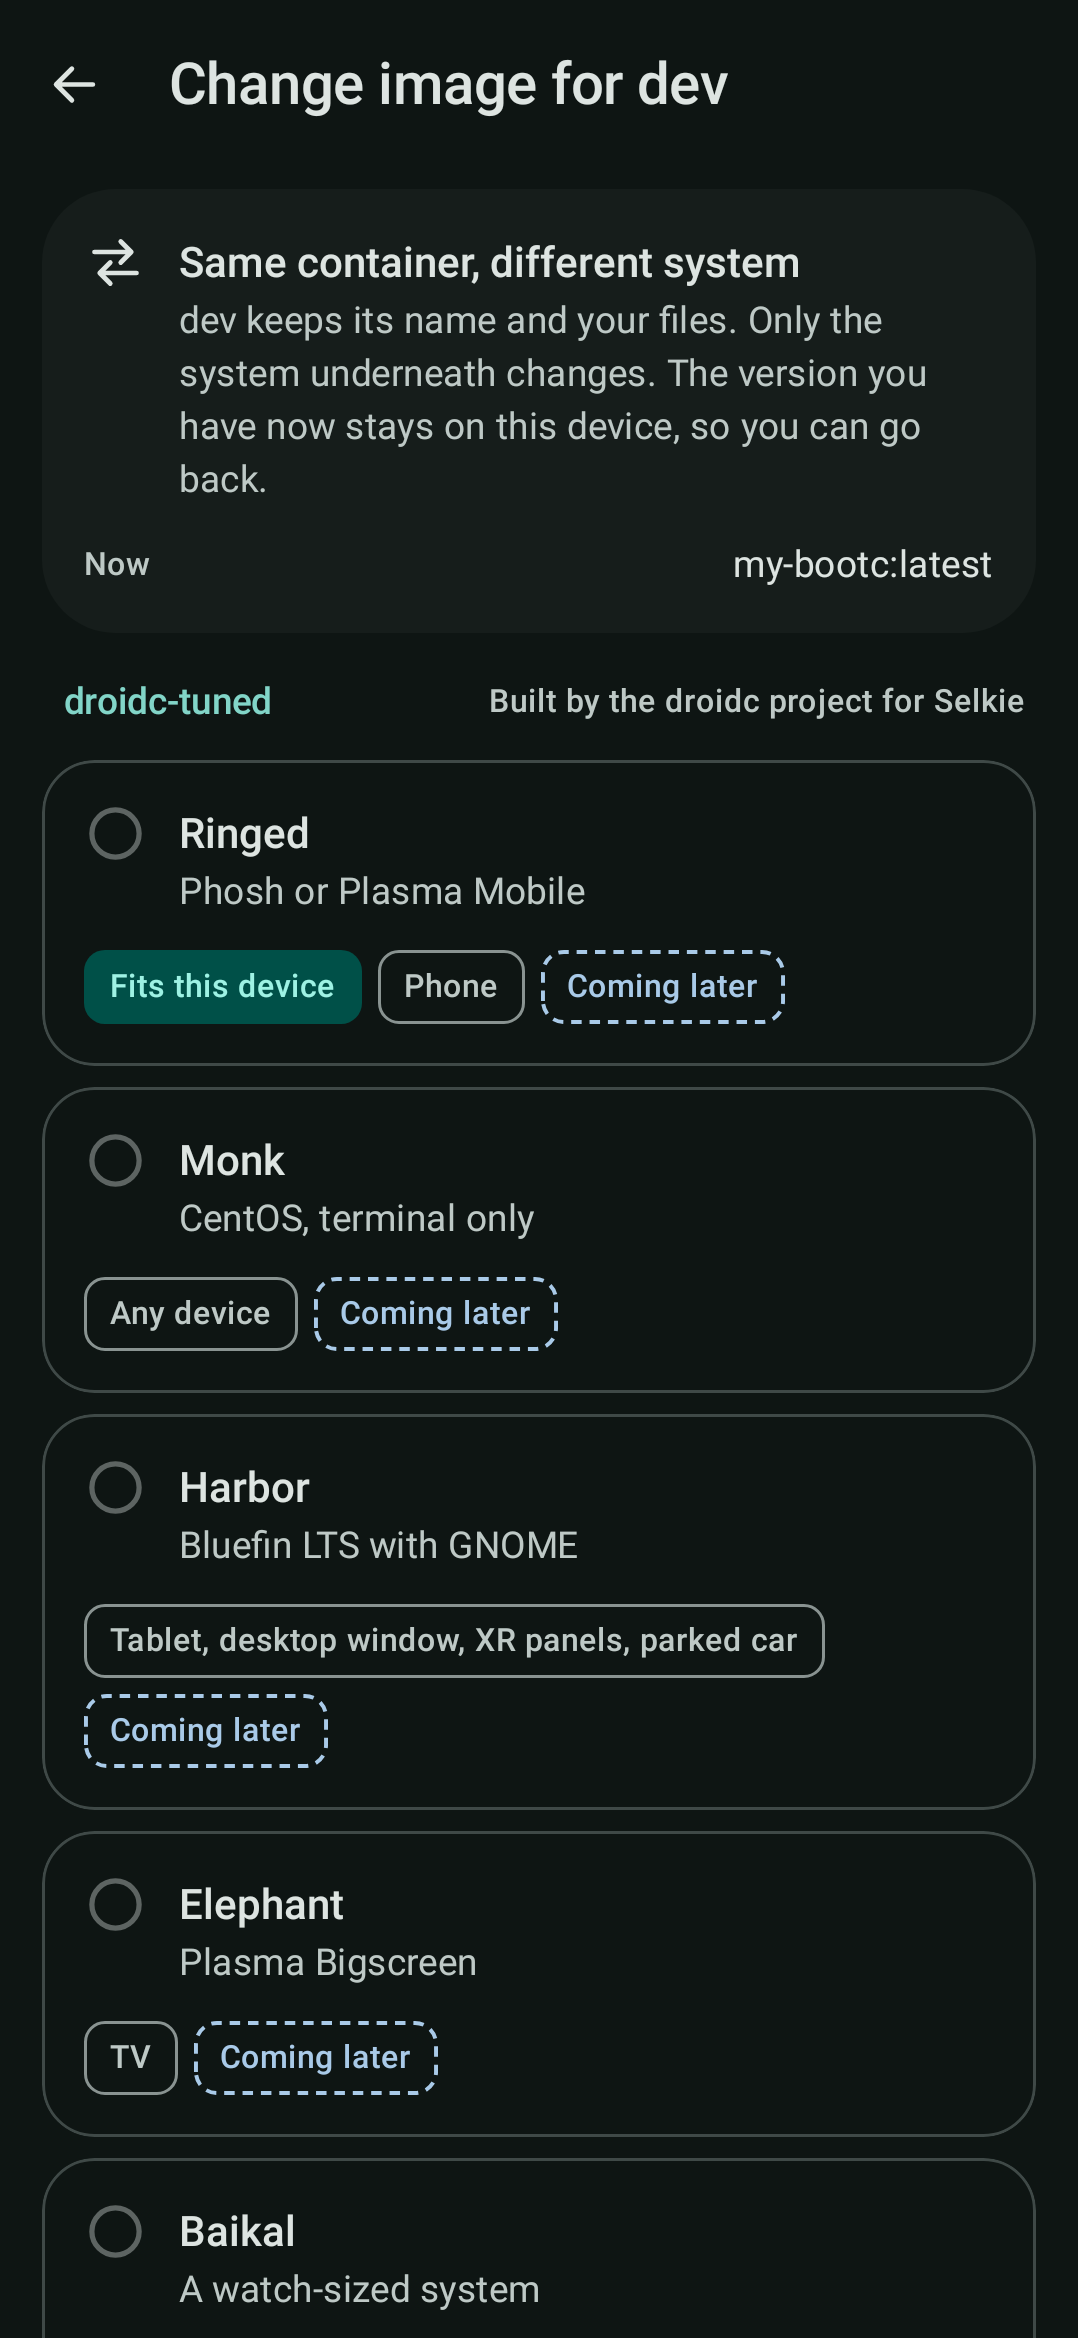 Change image for dev
Same container, different system
dev keeps its name and your files. Only the
system underneath changes. The version you
have now stays on this device, so you can go
back.
Now my-bootc:latest
droidc-tuned Built by the droidc project for Selkie
Ringed
Phosh or Plasma Mobile
Fits this device Phone Coming later
Monk
CentOS, terminal only
Any device Coming later
Harbor
Bluefin LTS with GNOME
Tablet, desktop window, XR panels, parked car
Coming later
Elephant
Plasma Bigscreen
TV Coming later
Baikal
A watch-sized system